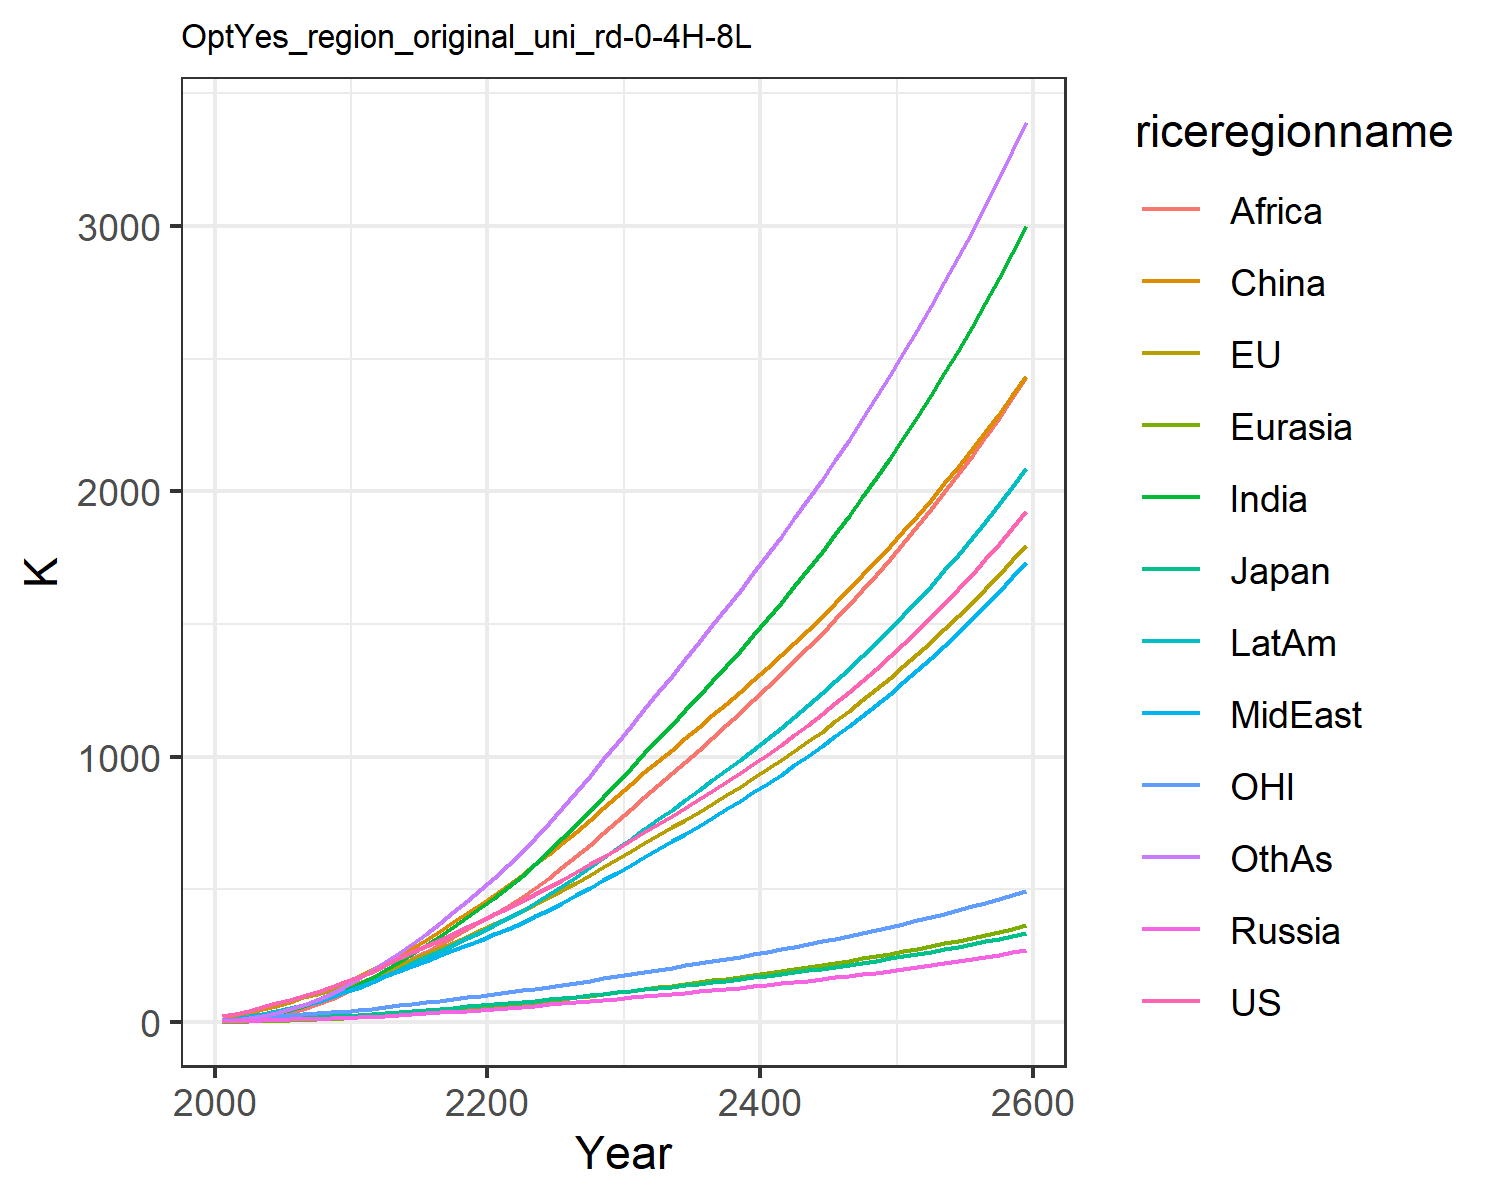 OptYes_region_original_uni_rd-0-4H-8L
3000
2000
1000
0
K
2000 2200 2400 2600
Year
riceregionname
Africa
China
EU
Eurasia
India
Japan
LatAm
MidEast
OHI
OthAs
Russia
US